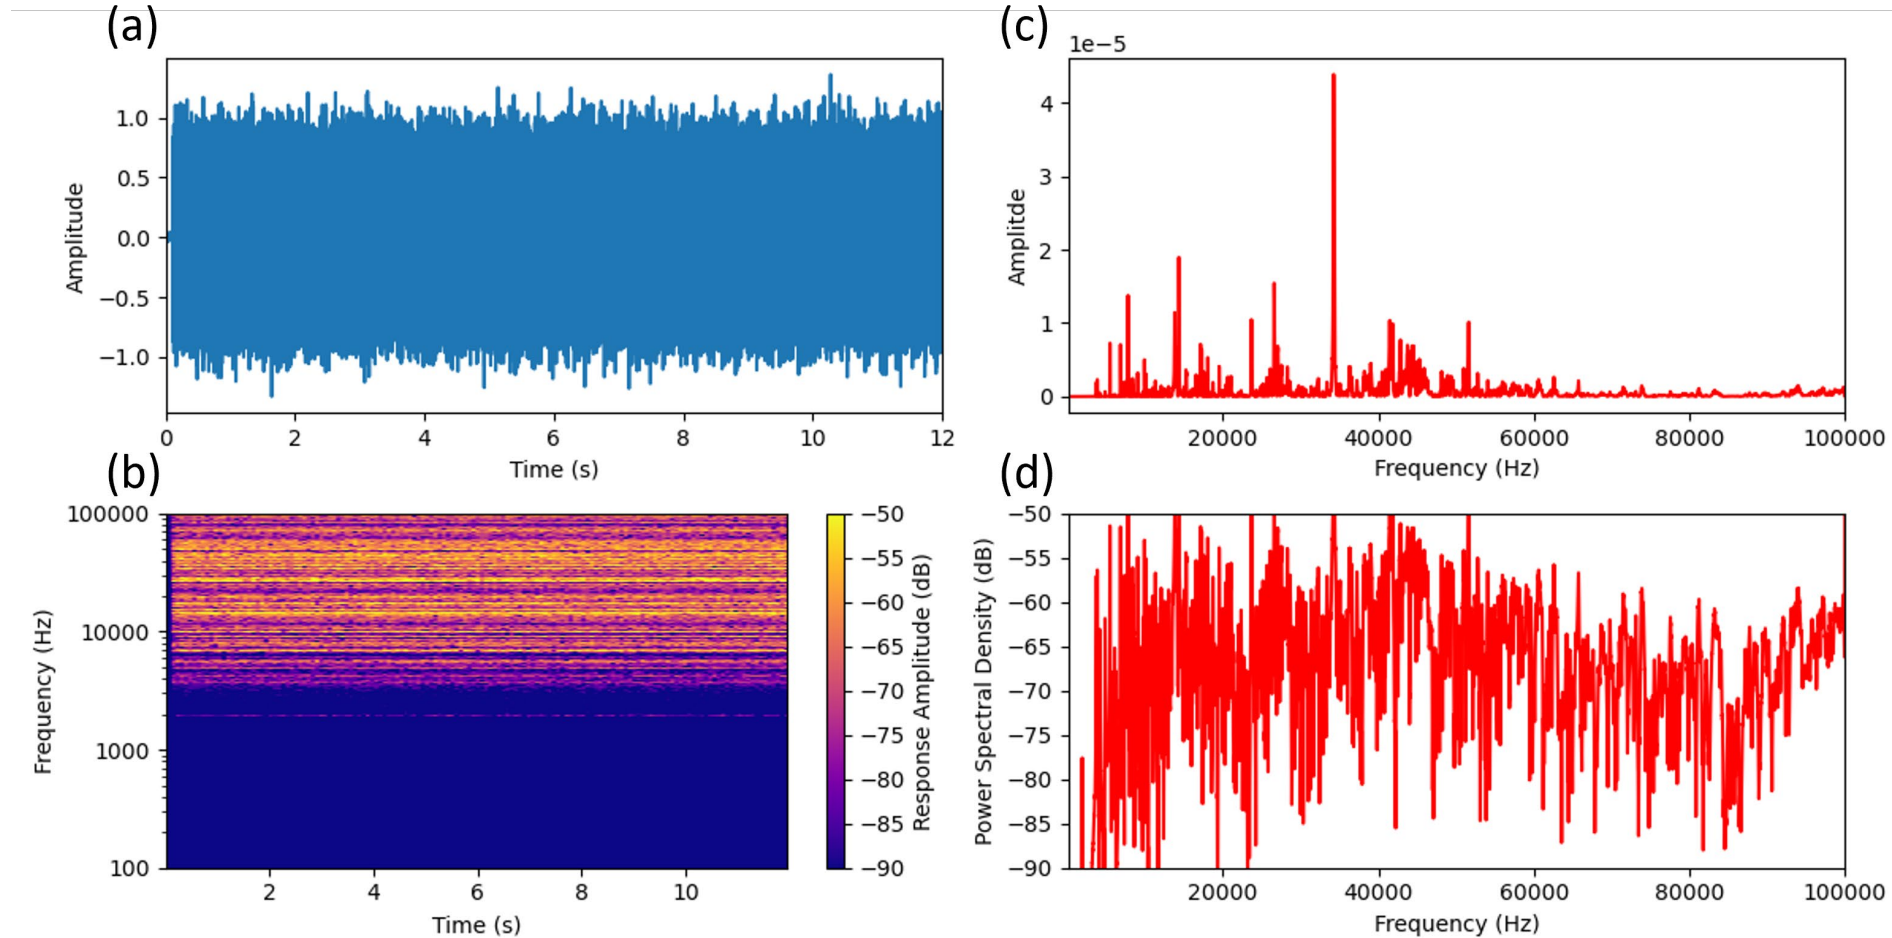 (a)
1.0
0.5
0.0
−0.5
−1.0
Amplitude
0 2 4 6 8 10 12
Time (s)
(c)
1e−5
4
3
2
1
0
Amplitde
20000 40000 60000 80000 100000
Frequency (Hz)
(b)
100000
10000
1000
100
Frequency (Hz)
2 4 6 8 10
Time (s)
−50
−55
−60
−65
−70
−75
−80
−85
−90
Response Amplitude (dB)
(d)
−50
−55
−60
−65
−70
−75
−80
−85
−90
Power Spectral Density (dB)
20000 40000 60000 80000 100000
Frequency (Hz)